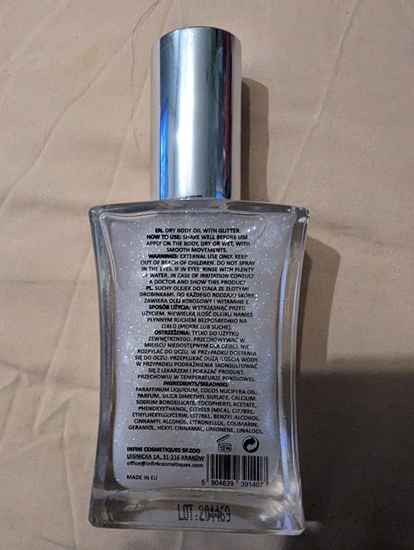 EN. DRY BODY OIL WITH GLITTER.
HOW TO USE: SHAKE WELL BEFORE USE
APPLY ON THE BODY, DRY OR WET, WITH
SMOOTH MOVEMENTS.
WARNINGS: EXTERNAL USE ONLY. KEEP
OUT OF REACH OF CHILDREN. DO NOT SPRAY
IN THE EYES. IF IN EYES RINSE WITH PLENTY
OF WATER. IN CASE OF IRRITATION CONSULT
A DOCTOR AND SHOW THIS PRODUCT
PL. SUCHY OLEJEK DO CIAŁA ZE ZŁOTYMI
DROBINKAMI. DO KAŻDEGO RODZAJU SKÓRY.
ZAWIERA OLEJ KOKOSOWY I WITAMINĘ E.
SPOSÓB UŻYCIA: WSTRZĄSNĄĆ PRZED
UŻYCIEM. NIEWIELKĄ ILOŚĆ OLEJKU NANIEŚ
PŁYNNYM RUCHEM BEZPOŚREDNIO NA
CIAŁO (MOKRE LUB SUCHE).
OSTRZEŻENIA: TYLKO DO UŻYTKU
ZEWNĘTRZNEGO. PRZECHOWYWAĆ W
MIEJSCU NIEDOSTĘPNYM DLA DZIECI. NIE
ROZPYLAĆ DO OCZU. W PRZYPADKU DOSTANIA
SIĘ DO OCZU, PRZEPŁUKAĆ DUŻĄ ILOŚCIĄ WODY
W PRZYPADKU PODRAŻNIENIA SKONSULTOWAĆ
SIĘ Z LEKARZEM I POKAZAĆ PRODUKT.
PRZECHOWUJ W TEMPERATURZE POKOJOWEJ.
INGREDIENTS/SKŁADNIKI:
PARAFFINUM LIQUIDUM, COCOS NUCIFERA OIL,
PARFUM, SILICA DIMETHYL SILYLATE, CALCIUM
SODIUM BOROSILICATE, TOCOPHERYL ACETATE,
PHENOXYETHANOL, CI77019 (MICA), CI77891,
ETHYLHEXYLGLYCERIN, CI77861, BENZYL ALCOHOL,
CINNAMYL ALCOHOL, CITRONELLOL, COUMARIN,
GERANIOL, HEXYL CINNAMAL, LIMONENE, LINALOOL.
INFINI COSMETIQUES SP.ZOO
LEGNICKA 1A, 31-216 KRAKÓW
office@infinicosmetiques.com
12 M
MADE IN EU
5 904639 391407
LOT: 204469